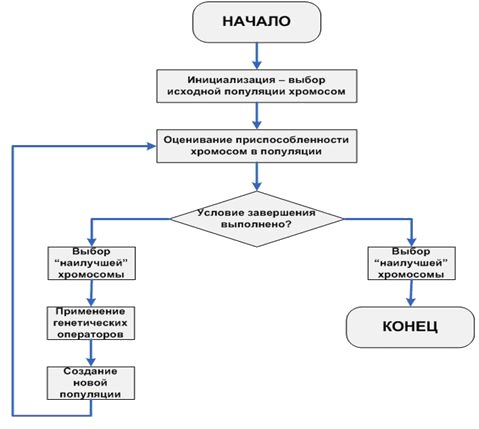 НАЧАЛО
Инициализация – выбор
исходной популяции хромосом
Оценивание приспособленности
хромосом в популяции
Условие завершения
выполнено?
Выбор
“наилучшей”
хромосомы
Применение
генетических
операторов
Создание
новой
популяции
Выбор
“наилучшей”
хромосомы
КОНЕЦ